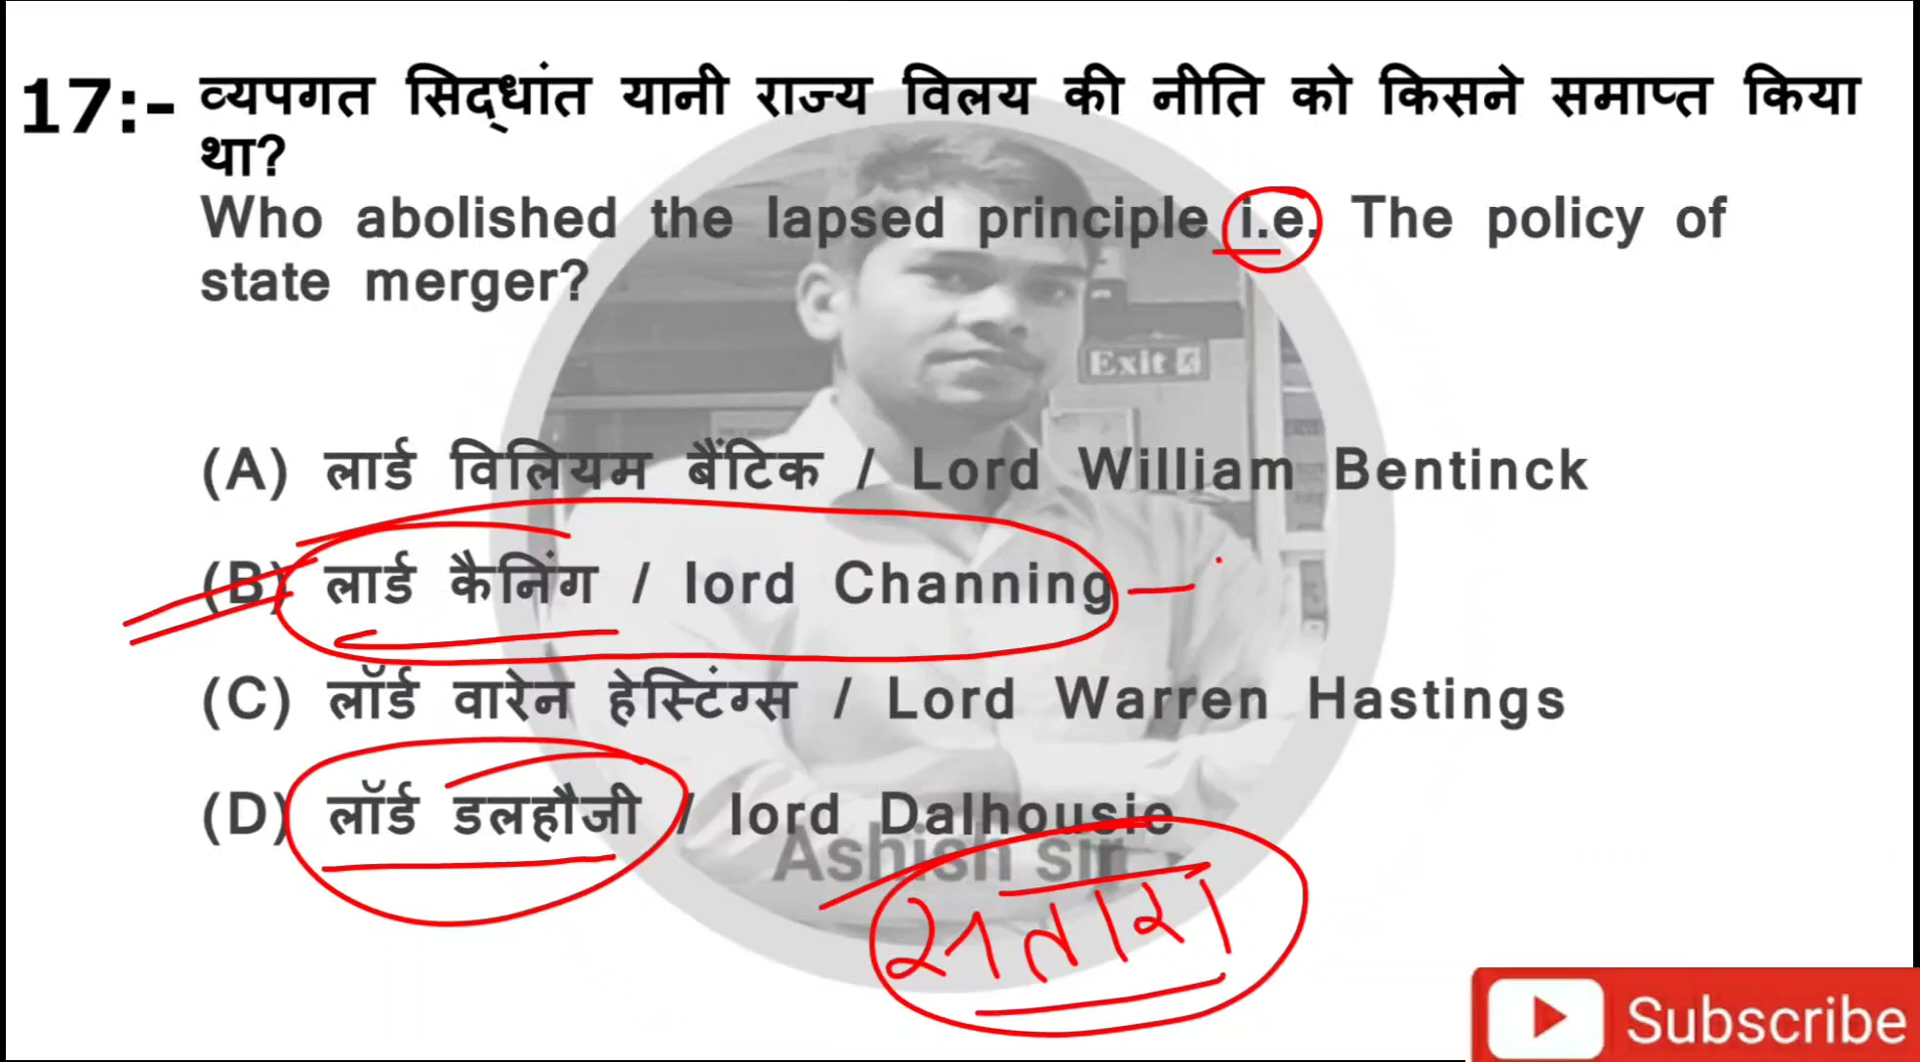 17:- व्यपगत सिद्धांत यानी राज्य विलय की नीति को किसने समाप्त किया
था?
Who abolished the lapsed principle i.e. The policy of
state merger?
Exit
(A) लार्ड विलियम बैंटिक / Lord William Bentinck
(B) लार्ड कैनिंग / lord Channing
(C) लॉर्ड वारेन हेस्टिंग्स / Lord Warren Hastings
(D) लॉर्ड डलहौजी / lord Dalhousie
Ashish sir
सतारा
Subscribe